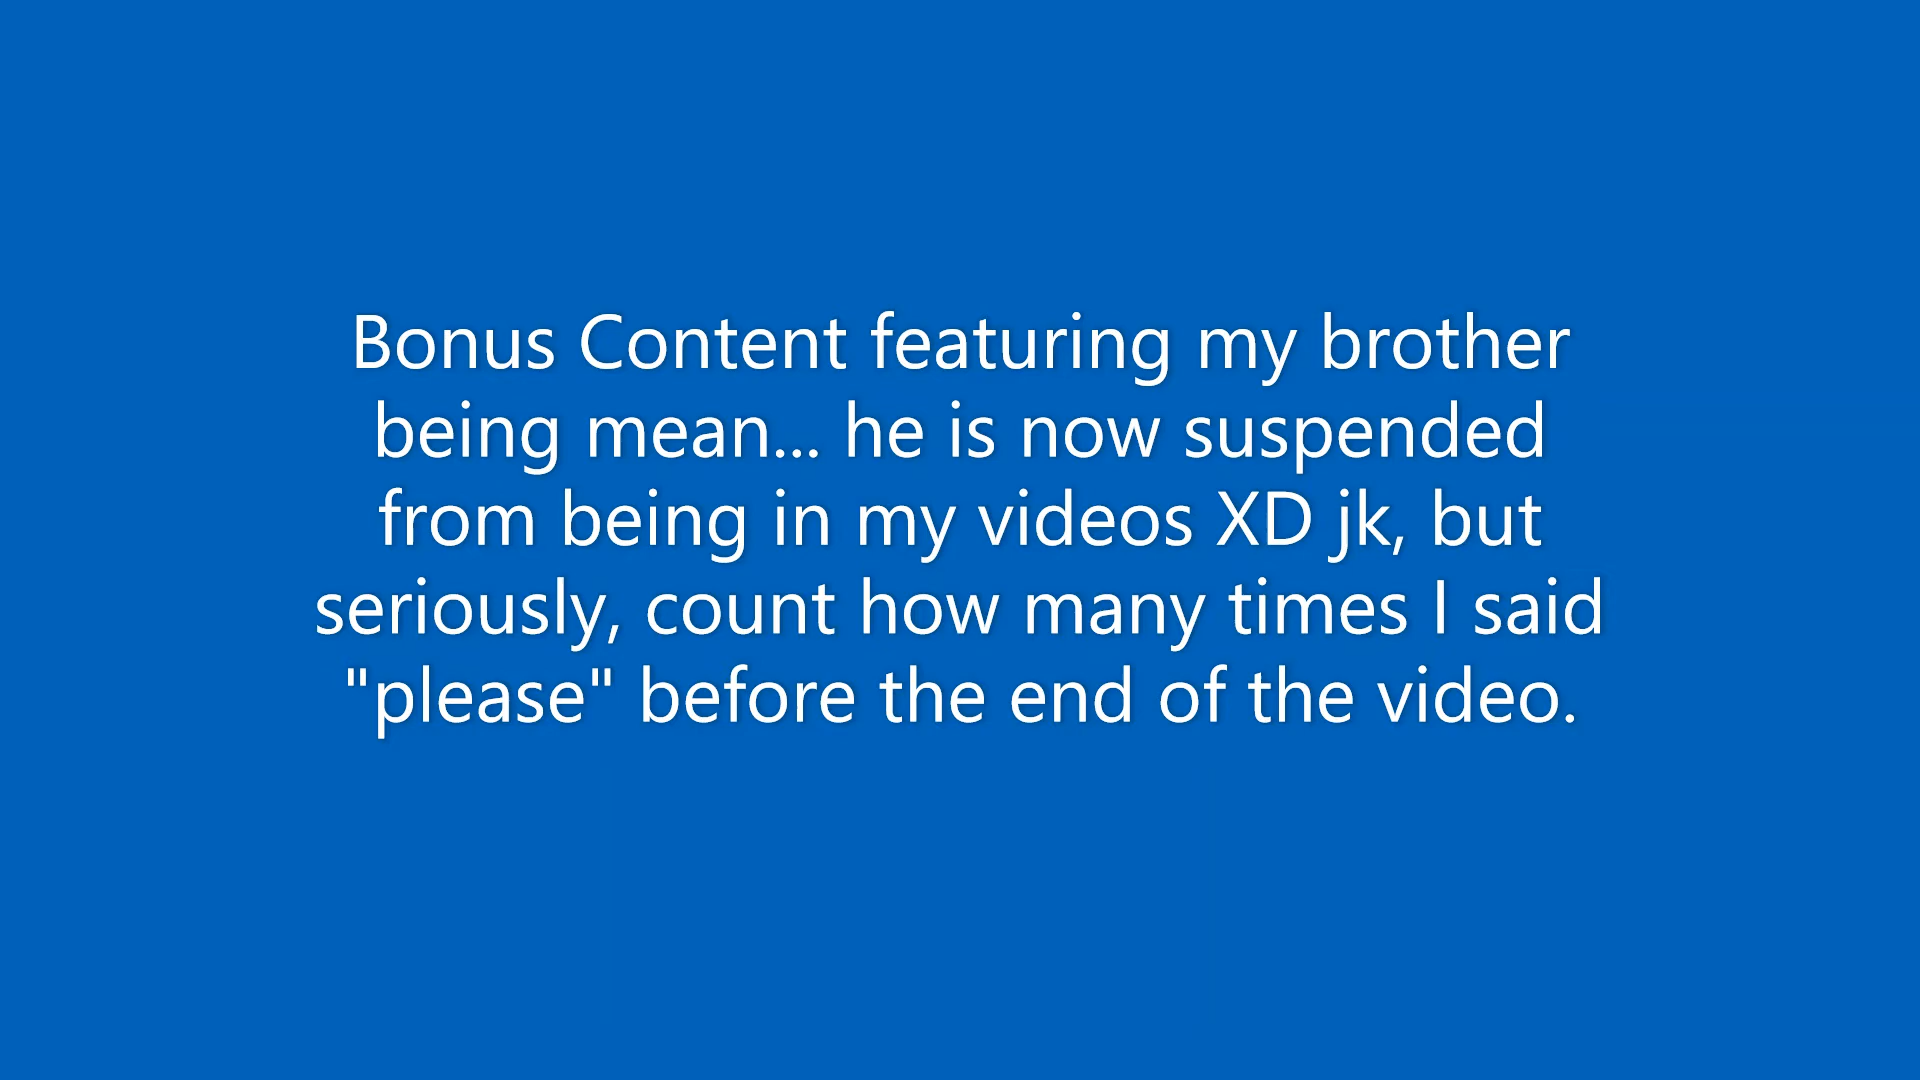 Bonus Content featuring my brother
being mean... he is now suspended
from being in my videos XD jk, but
seriously, count how many times I said
"please" before the end of the video.